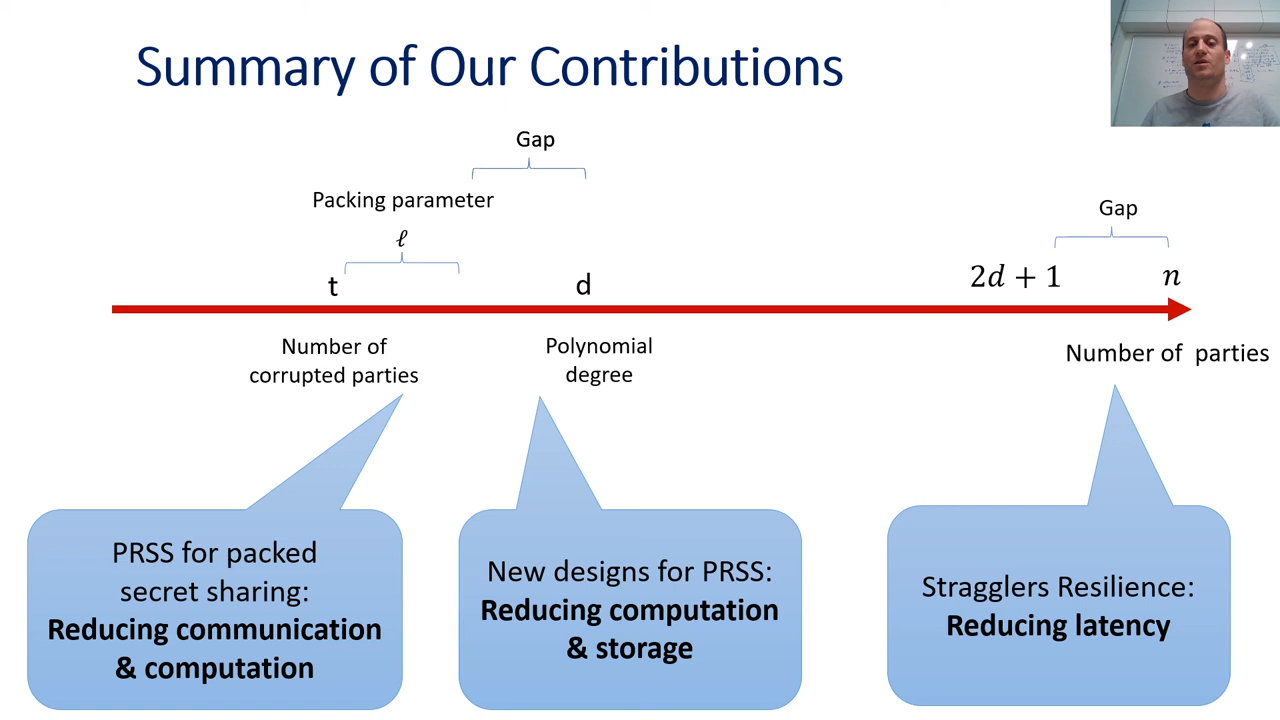 Summary of Our Contributions
Gap
Packing parameter
ℓ
Gap
t
d
2d + 1
n
Number of
corrupted parties
Polynomial
degree
Number of parties
PRSS for packed
secret sharing:
Reducing communication
& computation
New designs for PRSS:
Reducing computation
& storage
Stragglers Resilience:
Reducing latency